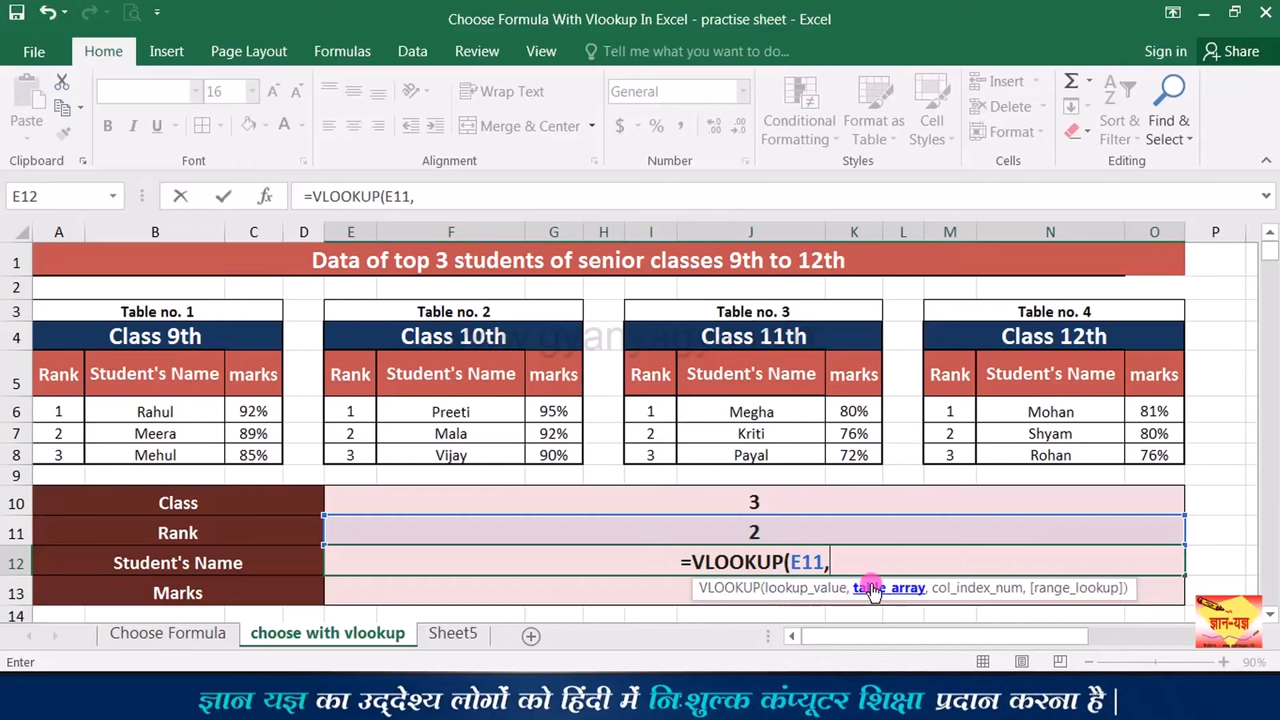 Choose Formula With Vlookup In Excel - practise sheet - Excel
File Home Insert Page Layout Formulas Data Review View Tell me what you want to do... Sign in Share
Paste 16 Wrap Text General Conditional Formatting Format as Table Cell Styles Insert Sort & Filter Find & Select
B I U Merge & Center $ % , Delete
Format
Clipboard Font Alignment Number Styles Cells Editing
E12 fx =VLOOKUP(E11,
A B C D E F G H I J K L M N O P
1 Data of top 3 students of senior classes 9th to 12th
2
3 Table no. 1 Table no. 2 Table no. 3 Table no. 4
4 Class 9th Class 10th Class 11th Class 12th
5 Rank Student's Name marks Rank Student's Name marks Rank Student's Name marks Rank Student's Name marks
6 1 Rahul 92% 1 Preeti 95% 1 Megha 80% 1 Mohan 81%
7 2 Meera 89% 2 Mala 92% 2 Kriti 76% 2 Shyam 80%
8 3 Mehul 85% 3 Vijay 90% 3 Payal 72% 3 Rohan 76%
9
10 Class 3
11 Rank 2
12 Student's Name =VLOOKUP(E11,
13 Marks VLOOKUP(lookup_value, table_array, col_index_num, [range_lookup])
14
Choose Formula choose with vlookup Sheet5
ज्ञान-यज्ञ
Enter 90%
ज्ञान यज्ञ का उद्देश्य लोगों को हिंदी में निःशुल्क कंप्यूटर शिक्षा प्रदान करना है |